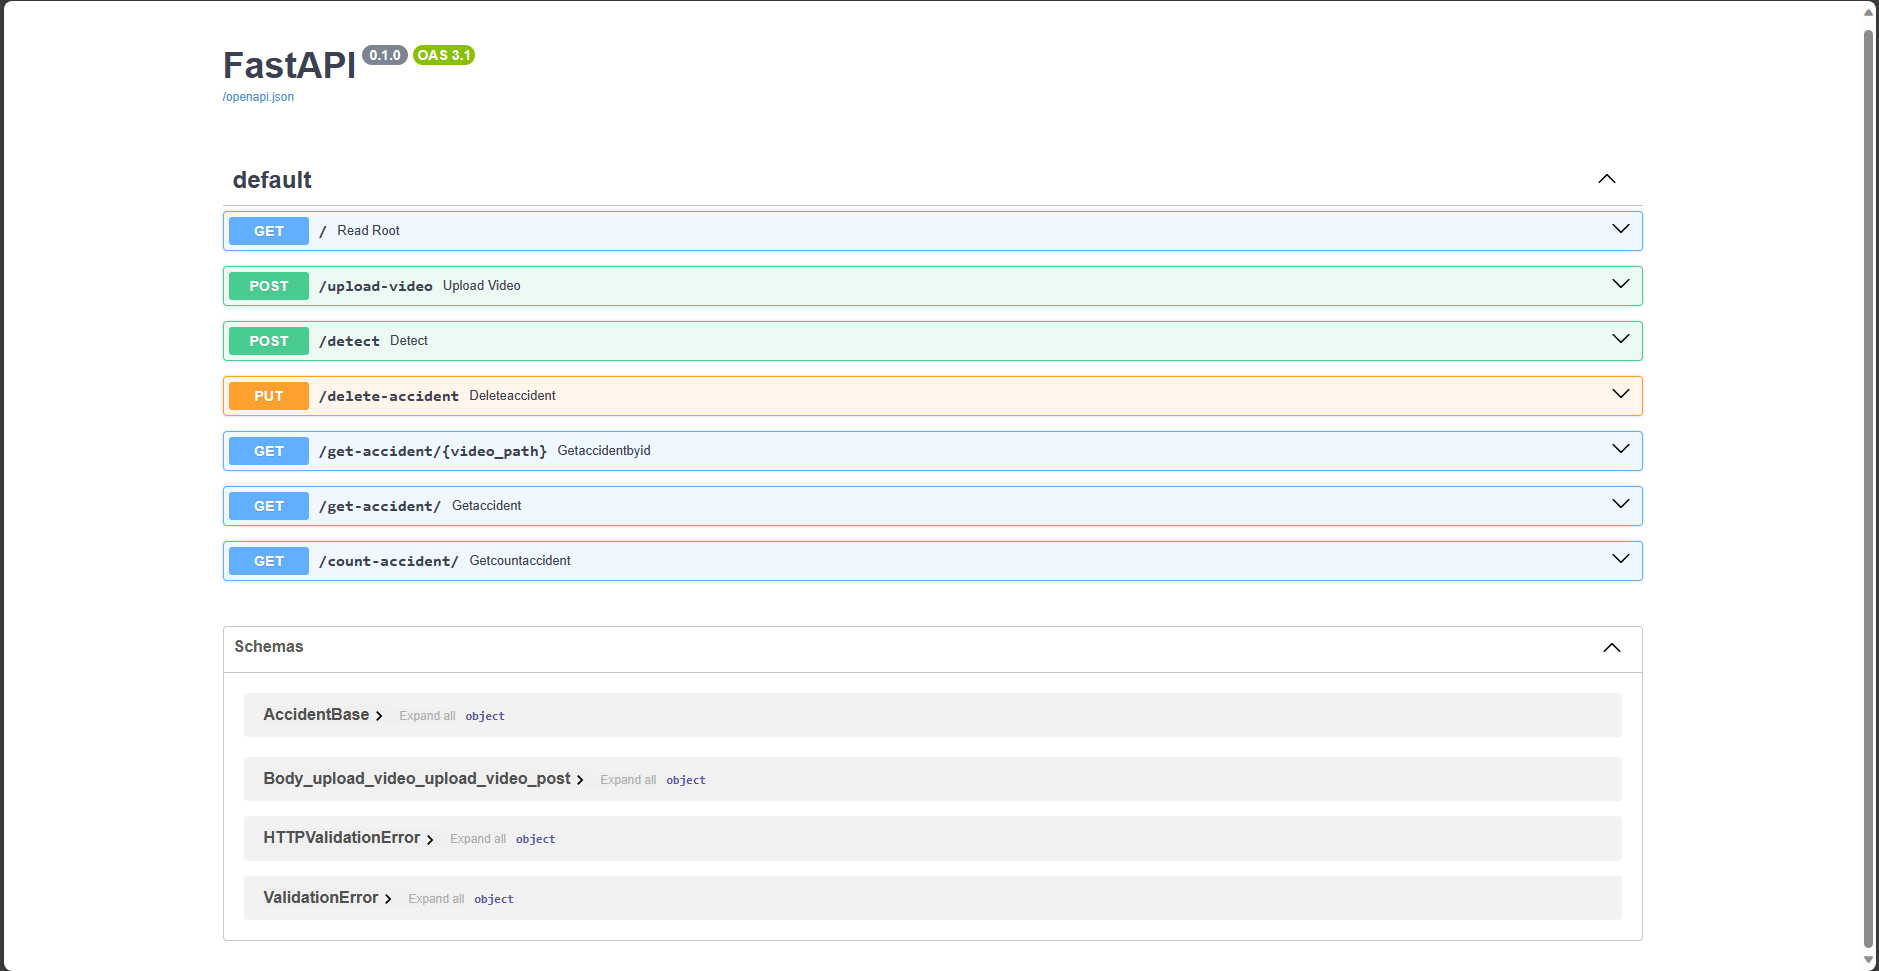 FastAPI 0.1.0 OAS 3.1
/openapi.json
default
GET / Read Root
POST /upload-video Upload Video
POST /detect Detect
PUT /delete-accident Deleteaccident
GET /get-accident/{video_path} Getaccidentbyid
GET /get-accident/ Getaccident
GET /count-accident/ Getcountaccident
Schemas
AccidentBase Expand all object
Body_upload_video_upload_video_post Expand all object
HTTPValidationError Expand all object
ValidationError Expand all object